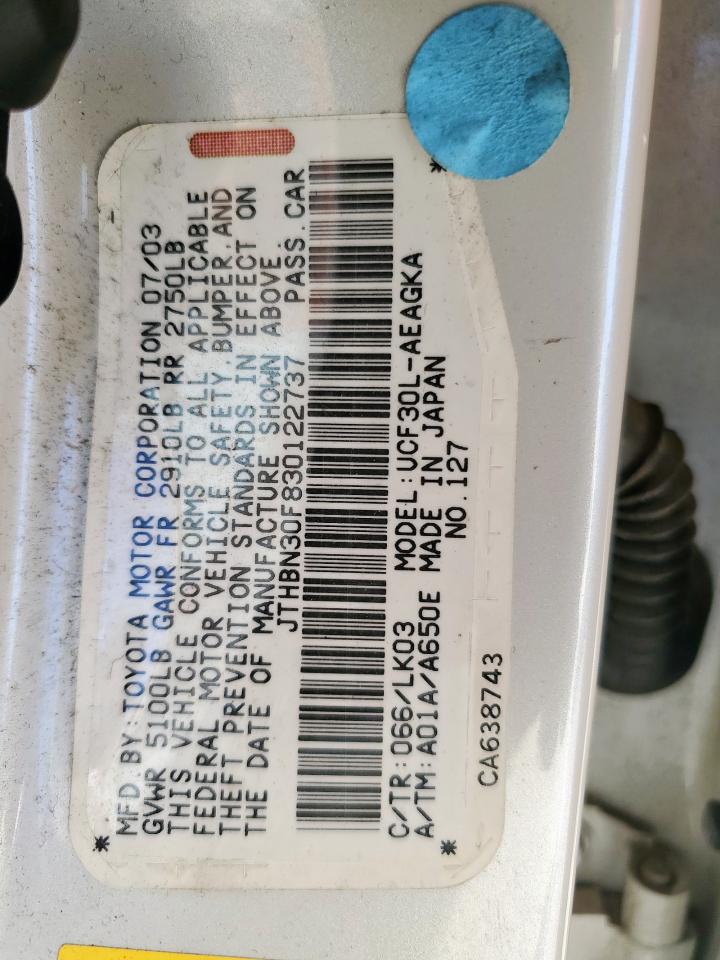 MFD.BY:TOYOTA MOTOR CORPORATION 07/03
GVWR 5100LB GAWR FR 2910LB RR 2750LB
THIS VEHICLE CONFORMS TO ALL APPLICABLE
FEDERAL MOTOR VEHICLE SAFETY, BUMPER, AND
THEFT PREVENTION STANDARDS IN EFFECT ON
THE DATE OF MANUFACTURE SHOWN ABOVE.
JTHBN30F830122737 PASS.CAR
C/TR:066/LK03 MODEL:UCF30L-AEAGKA
A/TM:A01A/A650E MADE IN JAPAN
NO.127
CA638743